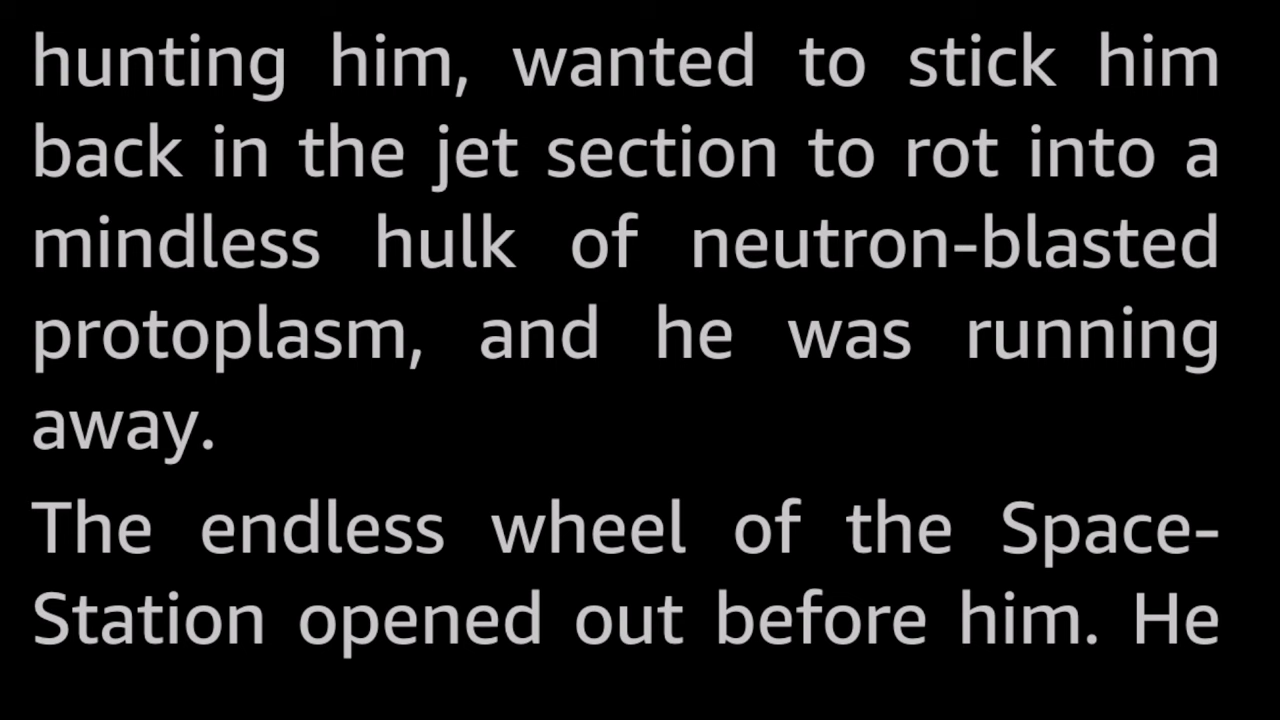 hunting him, wanted to stick him
back in the jet section to rot into a
mindless hulk of neutron-blasted
protoplasm, and he was running
away.
The endless wheel of the Space-
Station opened out before him. He